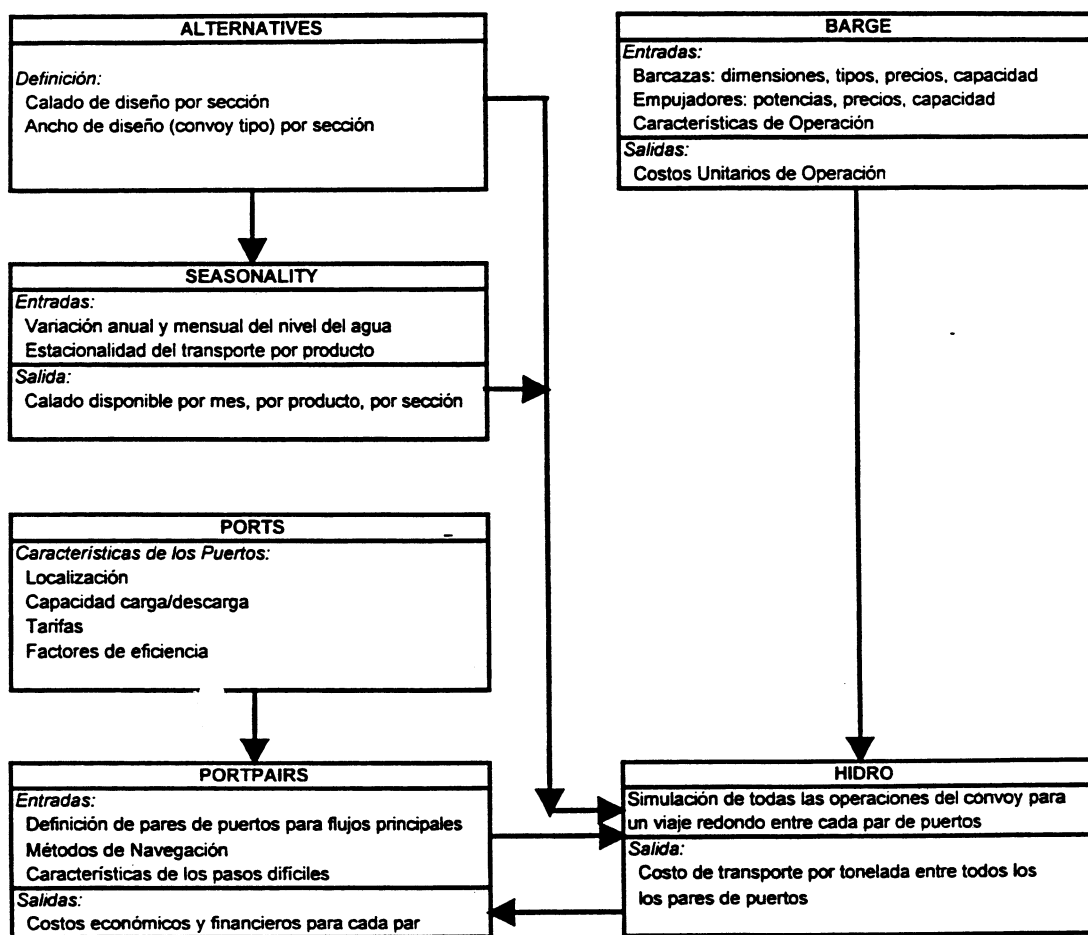 ALTERNATIVES
Definición:
Calado de diseño por sección
Ancho de diseño (convoy tipo) por sección
BARGE
Entradas:
Barcazas: dimensiones, tipos, precios, capacidad
Empujadores: potencias, precios, capacidad
Características de Operación
Salidas:
Costos Unitarios de Operación
SEASONALITY
Entradas:
Variación anual y mensual del nivel del agua
Estacionalidad del transporte por producto
Salida:
Calado disponible por mes, por producto, por sección
PORTS
Características de los Puertos:
Localización
Capacidad carga/descarga
Tarifas
Factores de eficiencia
PORTPAIRS
Entradas:
Definición de pares de puertos para flujos principales
Métodos de Navegación
Características de los pasos difíciles
Salidas:
Costos económicos y financieros para cada par
HIDRO
Simulación de todas las operaciones del convoy para
un viaje redondo entre cada par de puertos
Salida:
Costo de transporte por tonelada entre todos los
los pares de puertos